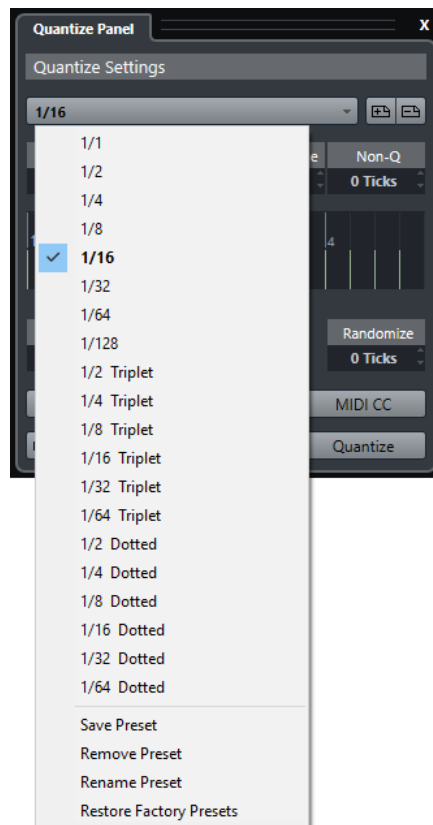 Quantize Panel
X
Quantize Settings
1/16
Non-Q
0 Ticks
4
Randomize
0 Ticks
MIDI CC
Quantize
1/1
1/2
1/4
1/8
1/16
1/32
1/64
1/128
1/2 Triplet
1/4 Triplet
1/8 Triplet
1/16 Triplet
1/32 Triplet
1/64 Triplet
1/2 Dotted
1/4 Dotted
1/8 Dotted
1/16 Dotted
1/32 Dotted
1/64 Dotted
Save Preset
Remove Preset
Rename Preset
Restore Factory Presets